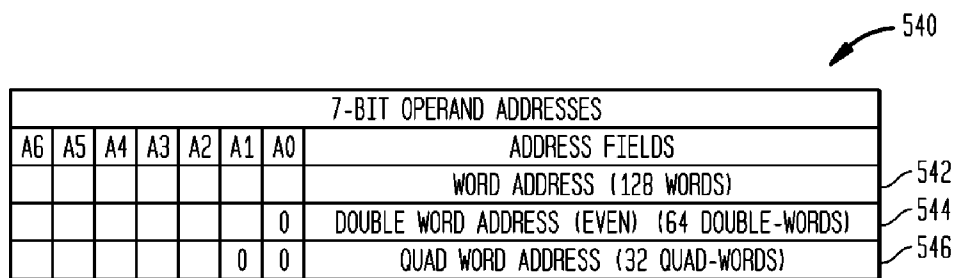 540
7-BIT OPERAND ADDRESSES
A6 A5 A4 A3 A2 A1 A0 ADDRESS FIELDS
WORD ADDRESS (128 WORDS) 542
0 DOUBLE WORD ADDRESS (EVEN) (64 DOUBLE-WORDS) 544
0 0 QUAD WORD ADDRESS (32 QUAD-WORDS) 546